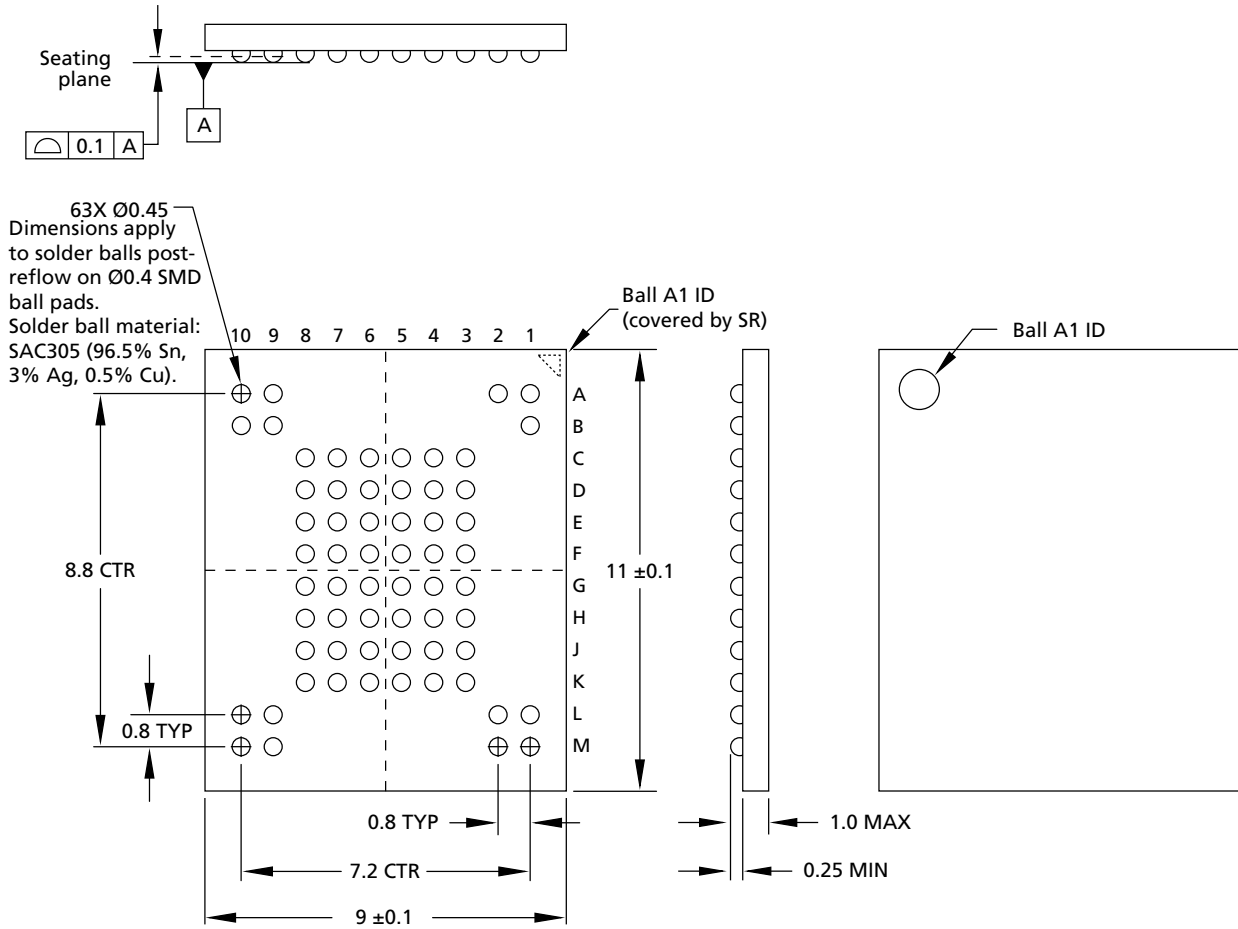 Seating
plane
A
0.1 A
63X Ø0.45
Dimensions apply
to solder balls post-
reflow on Ø0.4 SMD
ball pads.
Solder ball material:
SAC305 (96.5% Sn,
3% Ag, 0.5% Cu).
Ball A1 ID
(covered by SR)
Ball A1 ID
10 9 8 7 6 5 4 3 2 1
A
B
C
D
E
F
G
H
J
K
L
M
8.8 CTR
11 ±0.1
0.8 TYP
0.8 TYP
1.0 MAX
7.2 CTR
0.25 MIN
9 ±0.1